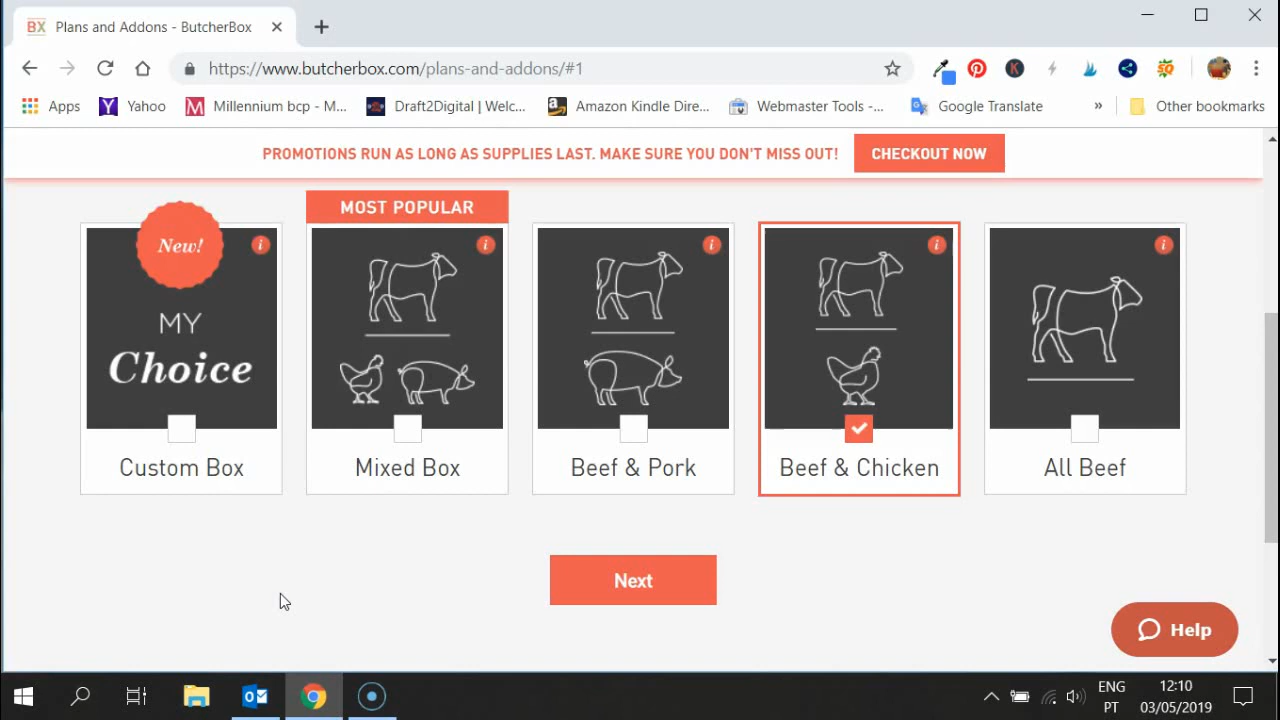 BX Plans and Addons - ButcherBox
https://www.butcherbox.com/plans-and-addons/#1
Apps Yahoo Millennium bcp - M... Draft2Digital | Welc... Amazon Kindle Dire... Webmaster Tools -... Google Translate » Other bookmarks
PROMOTIONS RUN AS LONG AS SUPPLIES LAST. MAKE SURE YOU DON'T MISS OUT! CHECKOUT NOW
MOST POPULAR
New!
MY
Choice
Custom Box Mixed Box Beef & Pork Beef & Chicken All Beef
Next
Help
ENG 12:10
PT 03/05/2019